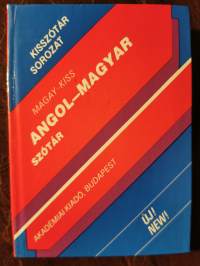 KISSZÓTÁR
SOROZAT
MAGAY–KISS
ANGOL–MAGYAR
SZÓTÁR
AKADÉMIAI KIADÓ, BUDAPEST
ÚJ!
NEW!